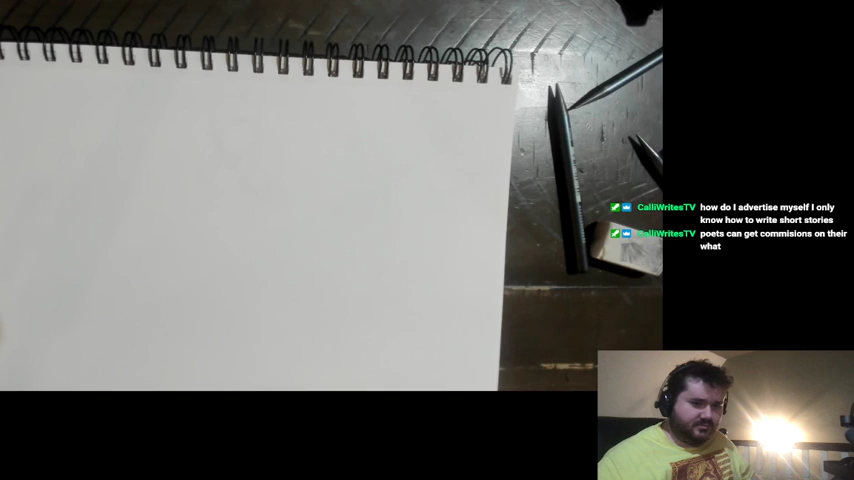 CalliWritesTV how do I advertise myself I only
know how to write short stories
CalliWritesTV poets can get commisions on their
what